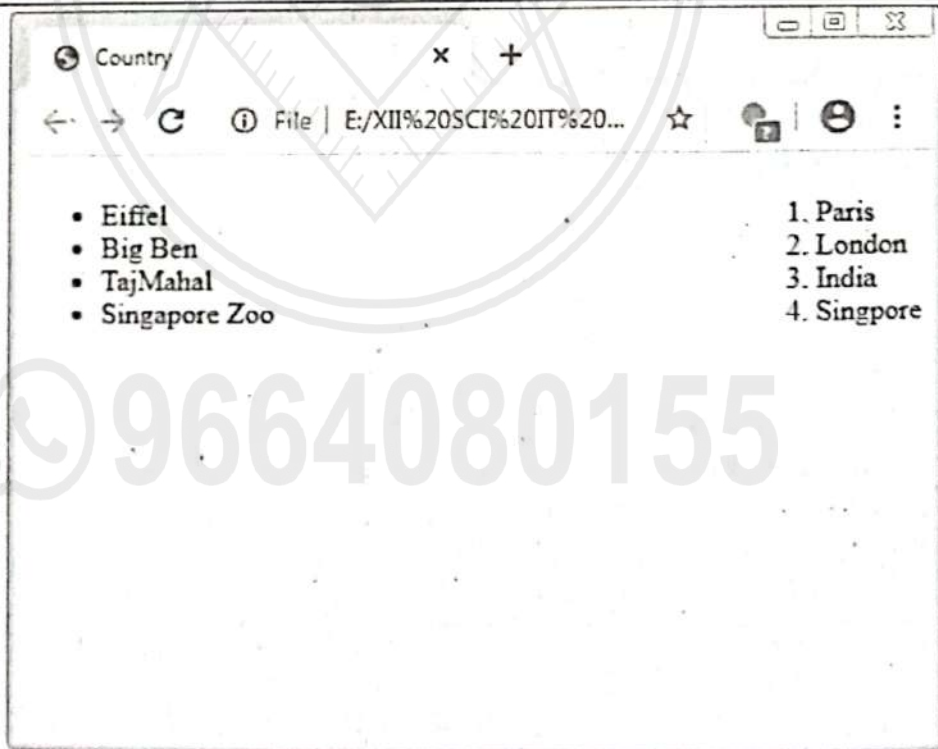 Country
File | E:/XII%20SCI%20IT%20...
• Eiffel
• Big Ben
• TajMahal
• Singapore Zoo
1. Paris
2. London
3. India
4. Singpore
9664080155